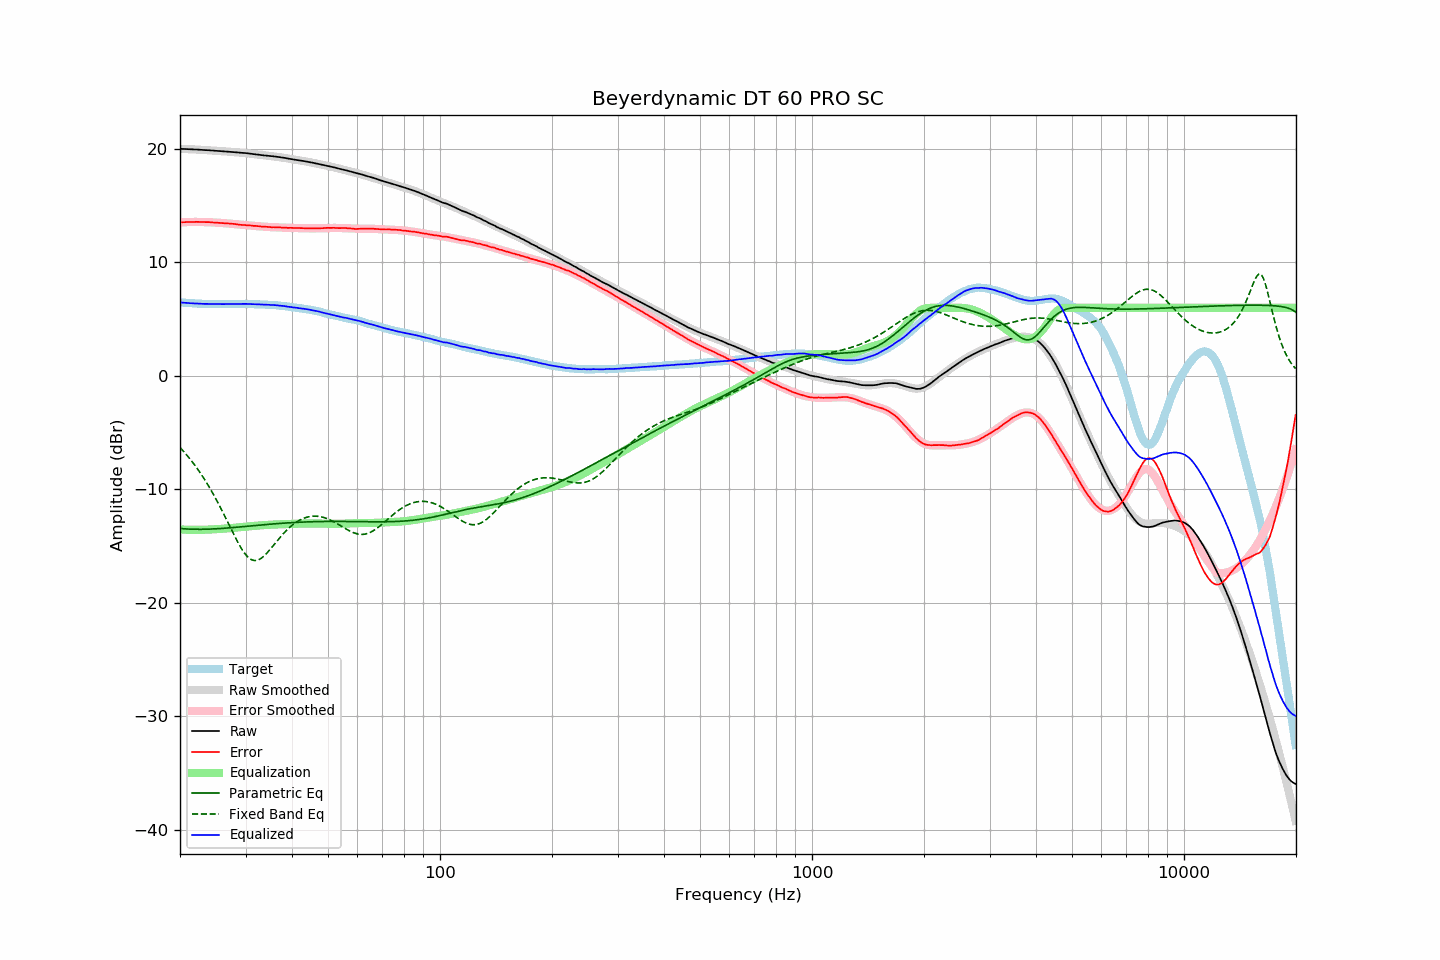 Beyerdynamic DT 60 PRO SC
20
10
0
−10
−20
−30
−40
Amplitude (dBr)
Target
Raw Smoothed
Error Smoothed
Raw
Error
Equalization
Parametric Eq
Fixed Band Eq
Equalized
100
1000
10000
Frequency (Hz)